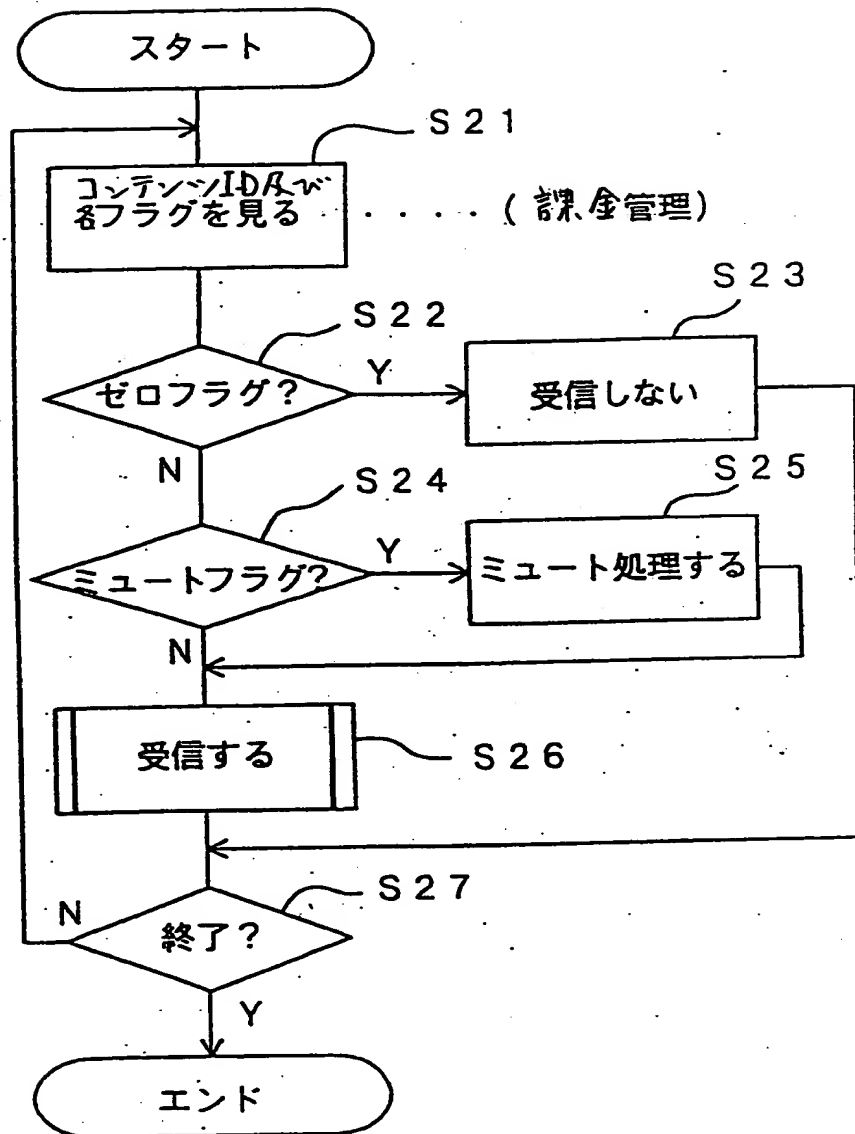 スタート
S21
コンテンツID及び
各フラグを見る ・・・・・(課金管理)
S22
S23
ゼロフラグ?
Y
受信しない
N
S24
S25
ミュートフラグ?
Y
ミュート処理する
N
受信する
S26
S27
N
終了?
Y
エンド